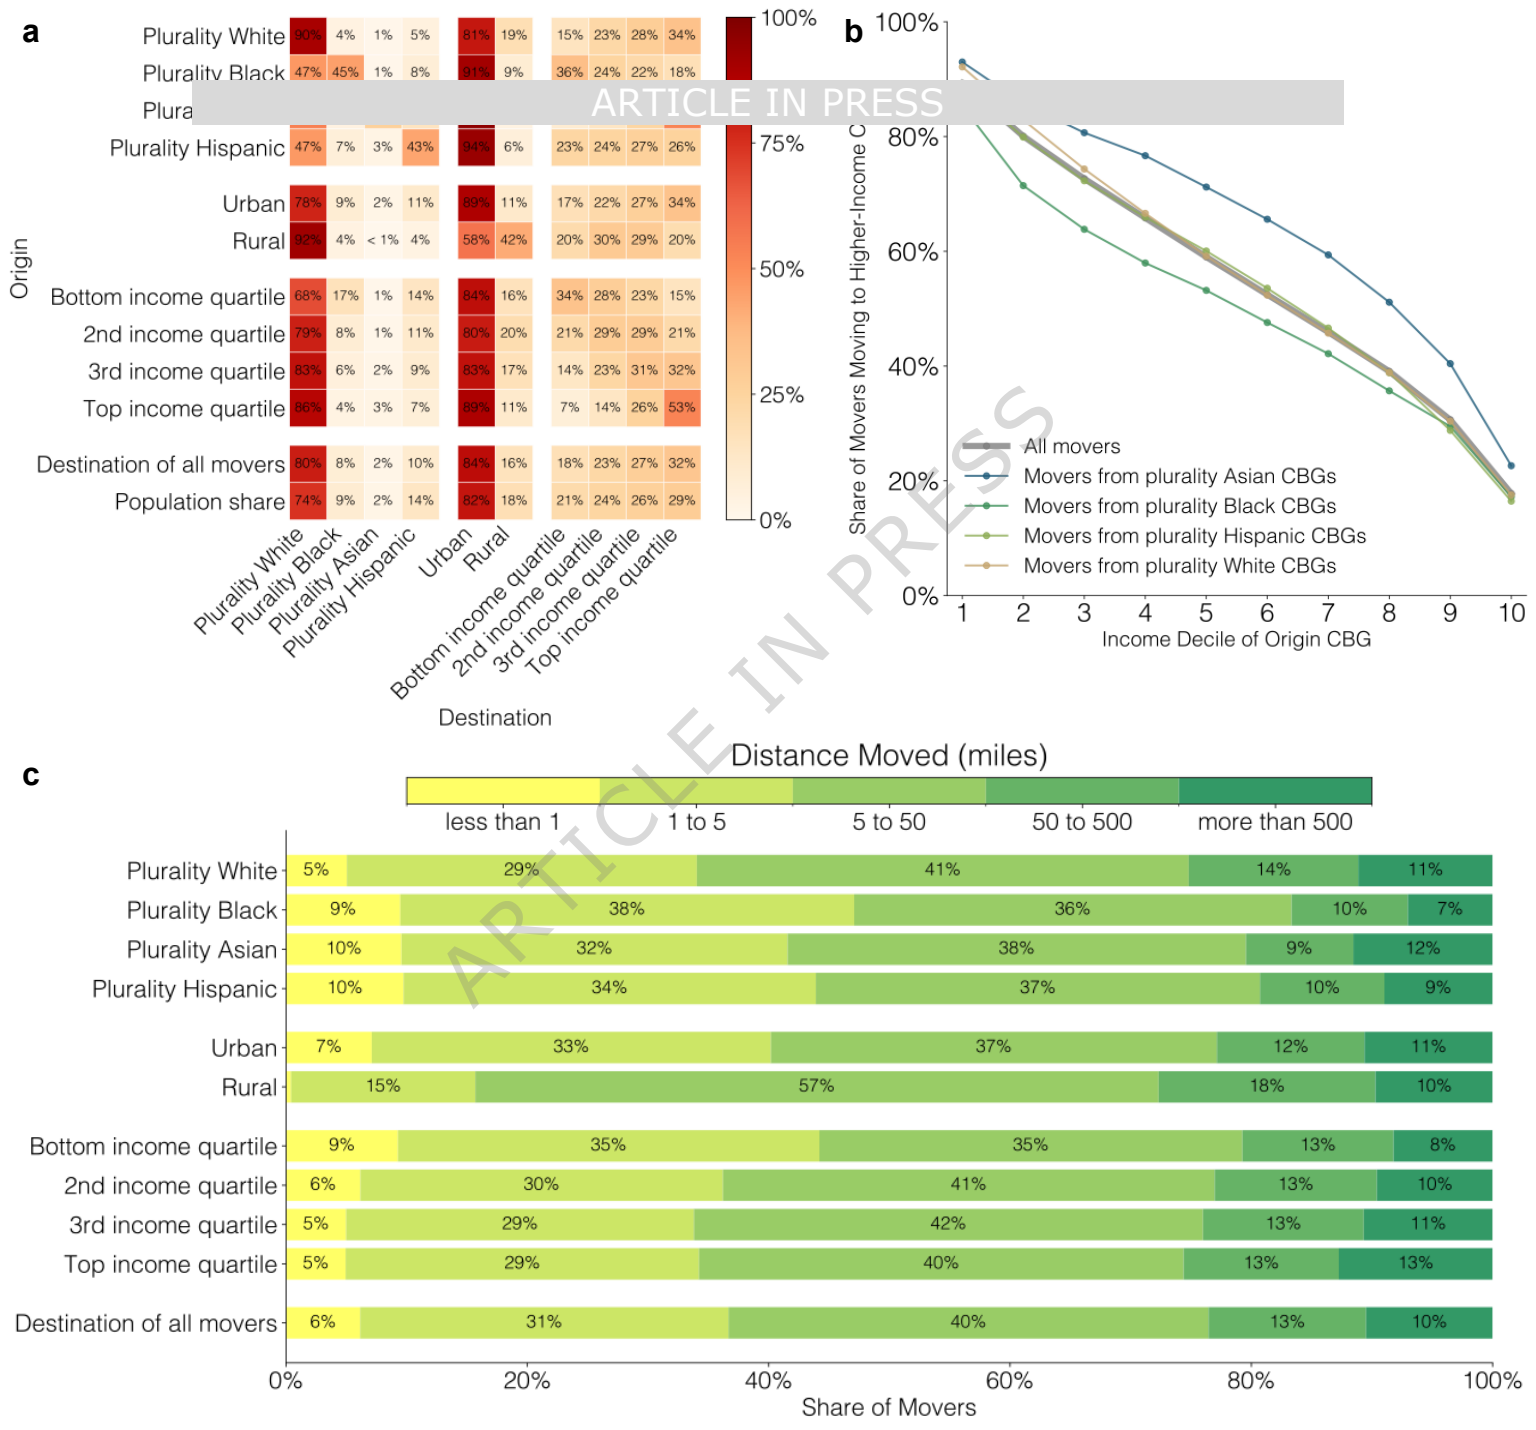 a
Plurality White 90% 4% 1% 5% 81% 19% 15% 23% 28% 34%
Plurality Black 47% 45% 1% 8% 91% 9% 36% 24% 22% 18%
ARTICLE IN PRESS
Plurality Hispanic 47% 7% 3% 43% 94% 6% 23% 24% 27% 26%
Urban 78% 9% 2% 11% 89% 11% 17% 22% 27% 34%
Rural 92% 4% < 1% 4% 58% 42% 20% 30% 29% 20%
Bottom income quartile 68% 17% 1% 14% 84% 16% 34% 28% 23% 15%
2nd income quartile 79% 8% 1% 11% 80% 20% 21% 29% 29% 21%
3rd income quartile 83% 6% 2% 9% 83% 17% 14% 23% 31% 32%
Top income quartile 86% 4% 3% 7% 89% 11% 7% 14% 26% 53%
Destination of all movers 80% 8% 2% 10% 84% 16% 18% 23% 27% 32%
Population share 74% 9% 2% 14% 82% 18% 21% 24% 26% 29%
Origin
Plurality White
Plurality Black
Plurality Asian
Plurality Hispanic
Urban
Rural
Bottom income quartile
2nd income quartile
3rd income quartile
Top income quartile
Destination
100%
75%
50%
25%
0%
b
100%
80%
60%
40%
20%
0%
Share of Movers Moving to Higher-Income
All movers
Movers from plurality Asian CBGs
Movers from plurality Black CBGs
Movers from plurality Hispanic CBGs
Movers from plurality White CBGs
1 2 3 4 5 6 7 8 9 10
Income Decile of Origin CBG
ARTICLE IN PRESS
c
Distance Moved (miles)
less than 1 1 to 5 5 to 50 50 to 500 more than 500
Plurality White 5% 29% 41% 14% 11%
Plurality Black 9% 38% 36% 10% 7%
Plurality Asian 10% 32% 38% 9% 12%
Plurality Hispanic 10% 34% 37% 10% 9%
Urban 7% 33% 37% 12% 11%
Rural 15% 57% 18% 10%
Bottom income quartile 9% 35% 35% 13% 8%
2nd income quartile 6% 30% 41% 13% 10%
3rd income quartile 5% 29% 42% 13% 11%
Top income quartile 5% 29% 40% 13% 13%
Destination of all movers 6% 31% 40% 13% 10%
0% 20% 40% 60% 80% 100%
Share of Movers